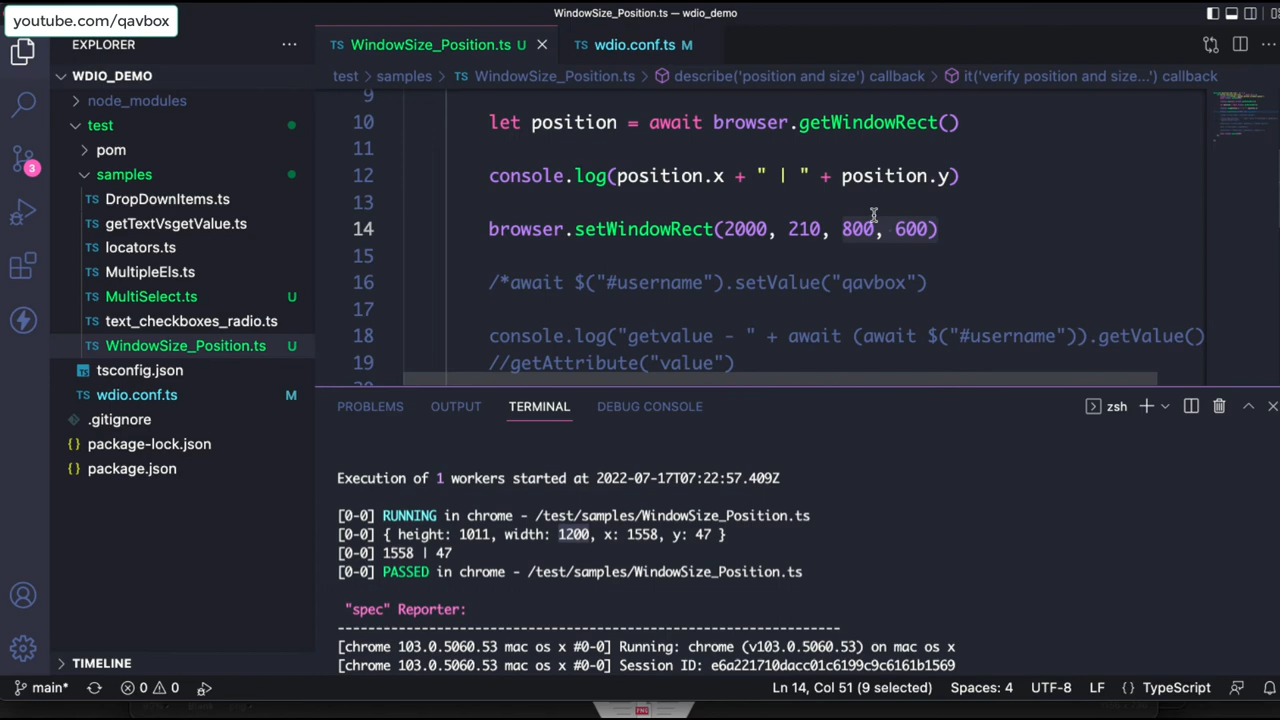 WindowSize_Position.ts — wdio_demo
youtube.com/qavbox
EXPLORER
WDIO_DEMO
node_modules
test
pom
samples
DropDownItems.ts
getTextVsgetValue.ts
locators.ts
MultipleEls.ts
MultiSelect.ts U
text_checkboxes_radio.ts
WindowSize_Position.ts U
tsconfig.json
TS wdio.conf.ts M
.gitignore
{} package-lock.json
{} package.json
TIMELINE
3
TS WindowSize_Position.ts U
TS wdio.conf.ts M
test > samples > TS WindowSize_Position.ts > describe('position and size') callback > it('verify position and size...') callback
9
10 let position = await browser.getWindowRect()
11
12 console.log(position.x + " | " + position.y)
13
14 browser.setWindowRect(2000, 210, 800, 600)
15
16 /*await $("#username").setValue("qavbox")
17
18 console.log("getvalue - " + await (await $("#username")).getValue()
19 //getAttribute("value")
PROBLEMS OUTPUT TERMINAL DEBUG CONSOLE
zsh
Execution of 1 workers started at 2022-07-17T07:22:57.409Z
[0-0] RUNNING in chrome - /test/samples/WindowSize_Position.ts
[0-0] { height: 1011, width: 1200, x: 1558, y: 47 }
[0-0] 1558 | 47
[0-0] PASSED in chrome - /test/samples/WindowSize_Position.ts
"spec" Reporter:
------------------------------------------------------------------
[chrome 103.0.5060.53 mac os x #0-0] Running: chrome (v103.0.5060.53) on mac os x
[chrome 103.0.5060.53 mac os x #0-0] Session ID: e6a221710dacc01c6199c9c6161b1569
main* 0 0 Ln 14, Col 51 (9 selected) Spaces: 4 UTF-8 LF {} TypeScript